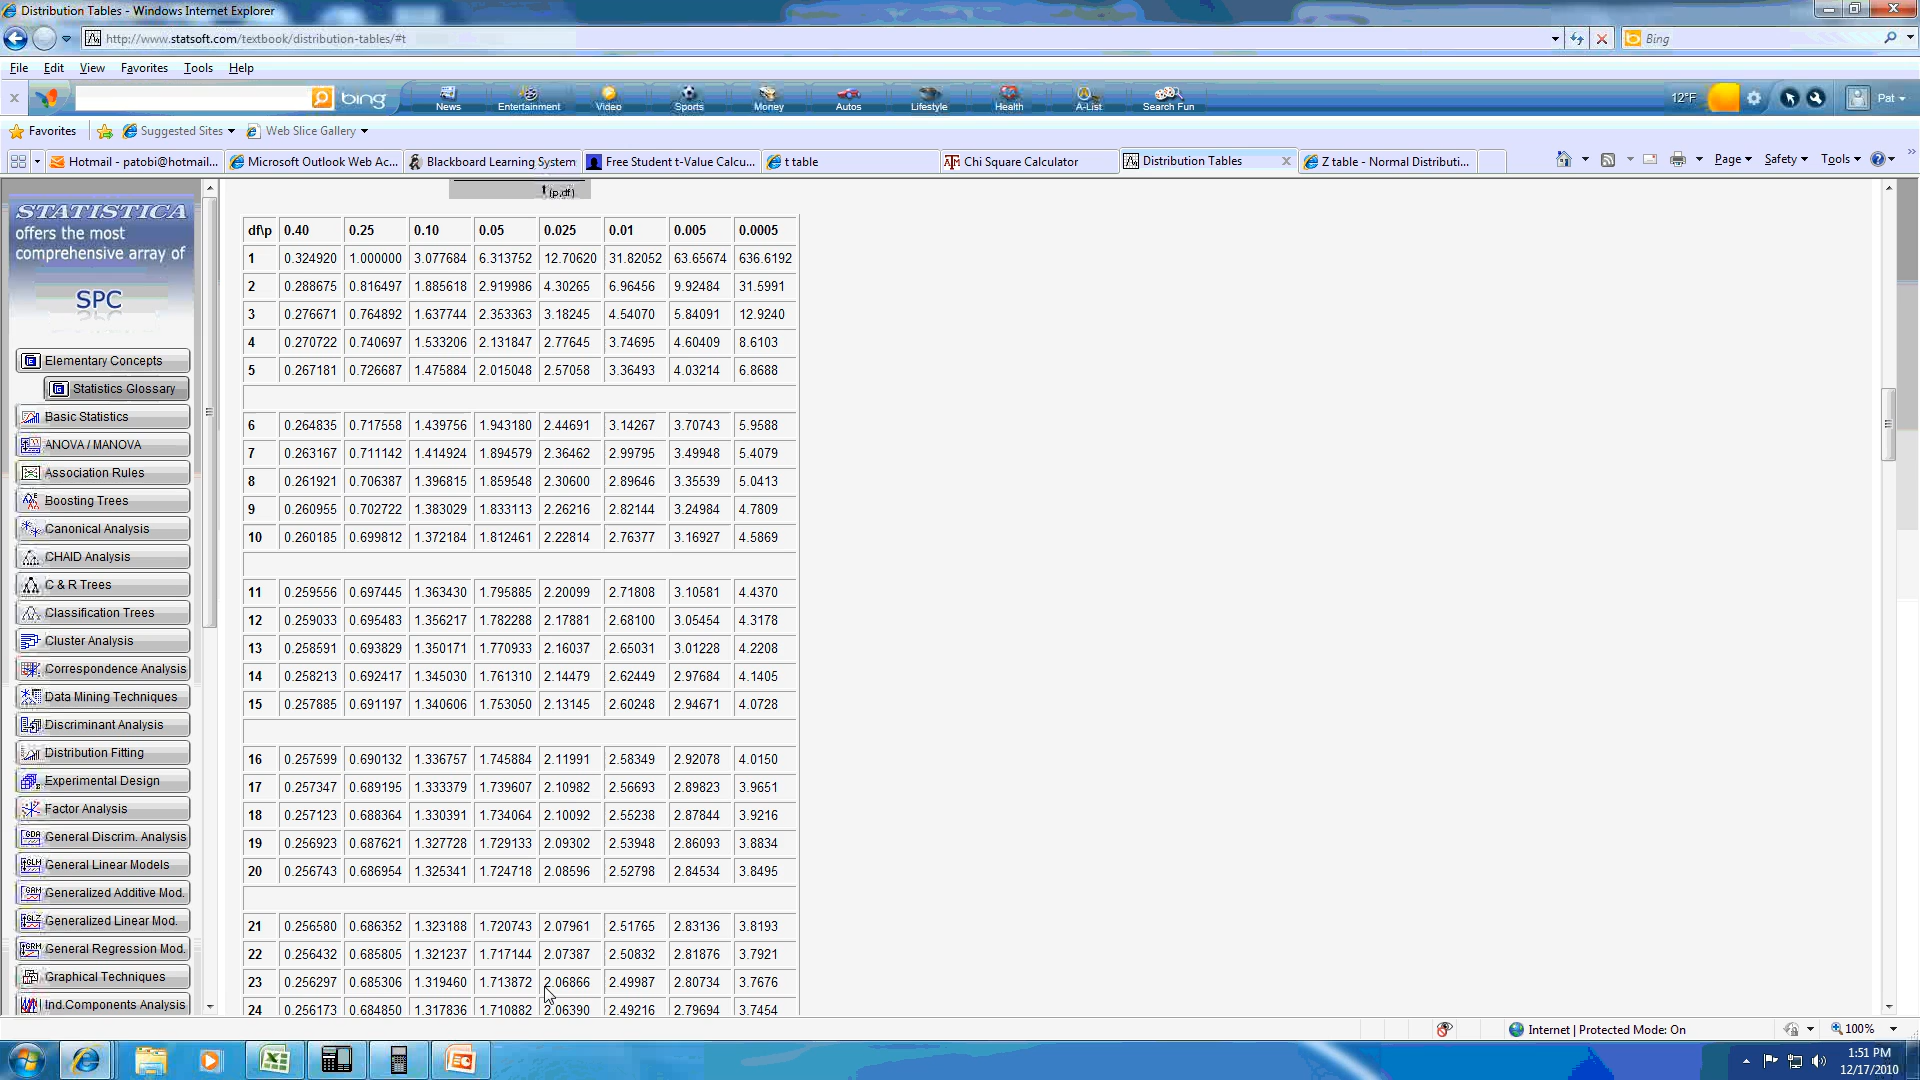 Distribution Tables - Windows Internet Explorer
http://www.statsoft.com/textbook/distribution-tables/#t
Bing
File Edit View Favorites Tools Help
x bing News Entertainment Video Sports Money Autos Lifestyle Health A-List Search Fun 12°F Pat
Favorites Suggested Sites Web Slice Gallery
Hotmail - patobi@hotmail... Microsoft Outlook Web Ac... Blackboard Learning System Free Student t-Value Calcu... t table Chi Square Calculator Distribution Tables x Z table - Normal Distributi... Page Safety Tools
STATISTICA
offers the most
comprehensive array of
SPC
Elementary Concepts
Statistics Glossary
Basic Statistics
ANOVA / MANOVA
Association Rules
Boosting Trees
Canonical Analysis
CHAID Analysis
C & R Trees
Classification Trees
Cluster Analysis
Correspondence Analysis
Data Mining Techniques
Discriminant Analysis
Distribution Fitting
Experimental Design
Factor Analysis
General Discrim. Analysis
General Linear Models
Generalized Additive Mod.
Generalized Linear Mod.
General Regression Mod.
Graphical Techniques
Ind.Components Analysis
t (p,df)
df\p 0.40 0.25 0.10 0.05 0.025 0.01 0.005 0.0005
1 0.324920 1.000000 3.077684 6.313752 12.70620 31.82052 63.65674 636.6192
2 0.288675 0.816497 1.885618 2.919986 4.30265 6.96456 9.92484 31.5991
3 0.276671 0.764892 1.637744 2.353363 3.18245 4.54070 5.84091 12.9240
4 0.270722 0.740697 1.533206 2.131847 2.77645 3.74695 4.60409 8.6103
5 0.267181 0.726687 1.475884 2.015048 2.57058 3.36493 4.03214 6.8688
6 0.264835 0.717558 1.439756 1.943180 2.44691 3.14267 3.70743 5.9588
7 0.263167 0.711142 1.414924 1.894579 2.36462 2.99795 3.49948 5.4079
8 0.261921 0.706387 1.396815 1.859548 2.30600 2.89646 3.35539 5.0413
9 0.260955 0.702722 1.383029 1.833113 2.26216 2.82144 3.24984 4.7809
10 0.260185 0.699812 1.372184 1.812461 2.22814 2.76377 3.16927 4.5869
11 0.259556 0.697445 1.363430 1.795885 2.20099 2.71808 3.10581 4.4370
12 0.259033 0.695483 1.356217 1.782288 2.17881 2.68100 3.05454 4.3178
13 0.258591 0.693829 1.350171 1.770933 2.16037 2.65031 3.01228 4.2208
14 0.258213 0.692417 1.345030 1.761310 2.14479 2.62449 2.97684 4.1405
15 0.257885 0.691197 1.340606 1.753050 2.13145 2.60248 2.94671 4.0728
16 0.257599 0.690132 1.336757 1.745884 2.11991 2.58349 2.92078 4.0150
17 0.257347 0.689195 1.333379 1.739607 2.10982 2.56693 2.89823 3.9651
18 0.257123 0.688364 1.330391 1.734064 2.10092 2.55238 2.87844 3.9216
19 0.256923 0.687621 1.327728 1.729133 2.09302 2.53948 2.86093 3.8834
20 0.256743 0.686954 1.325341 1.724718 2.08596 2.52798 2.84534 3.8495
21 0.256580 0.686352 1.323188 1.720743 2.07961 2.51765 2.83136 3.8193
22 0.256432 0.685805 1.321237 1.717144 2.07387 2.50832 2.81876 3.7921
23 0.256297 0.685306 1.319460 1.713872 2.06866 2.49987 2.80734 3.7676
24 0.256173 0.684850 1.317836 1.710882 2.06390 2.49216 2.79694 3.7454
Internet | Protected Mode: On 100%
1:51 PM
12/17/2010